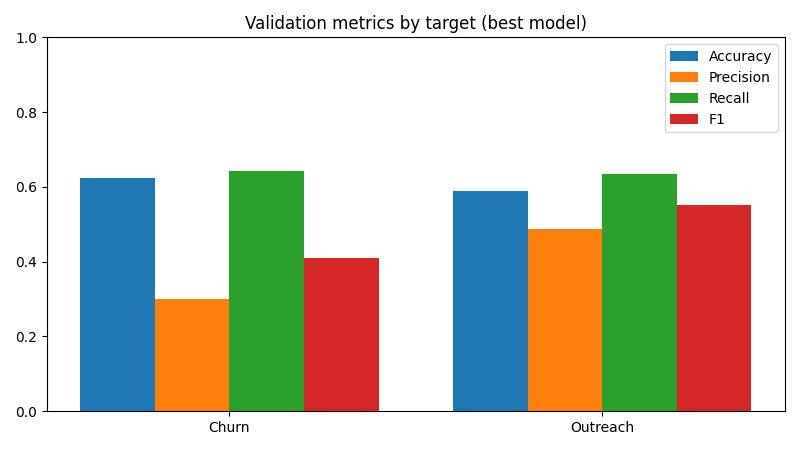 Validation metrics by target (best model)
1.0
0.8
0.6
0.4
0.2
0.0
Accuracy
Precision
Recall
F1
Churn
Outreach